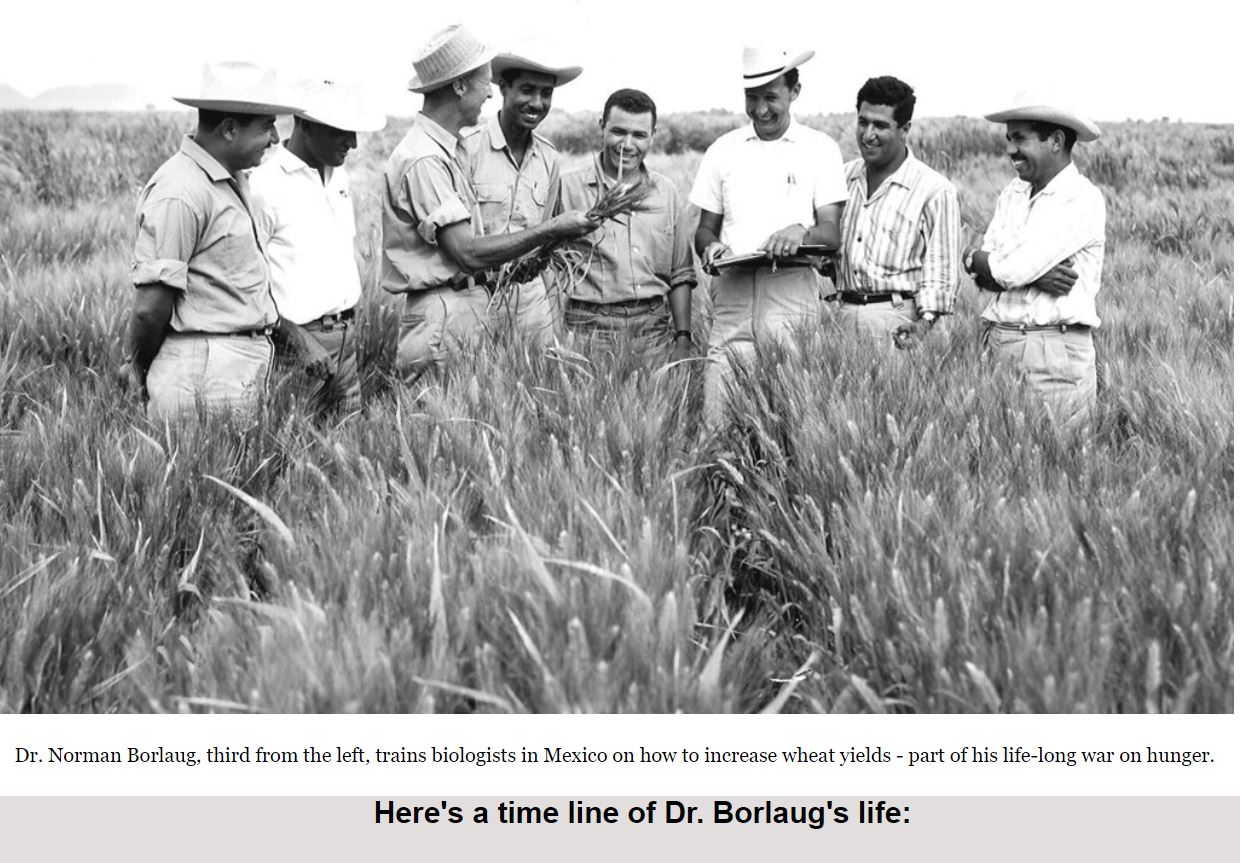 Dr. Norman Borlaug, third from the left, trains biologists in Mexico on how to increase wheat yields - part of his life-long war on hunger.
Here's a time line of Dr. Borlaug's life: